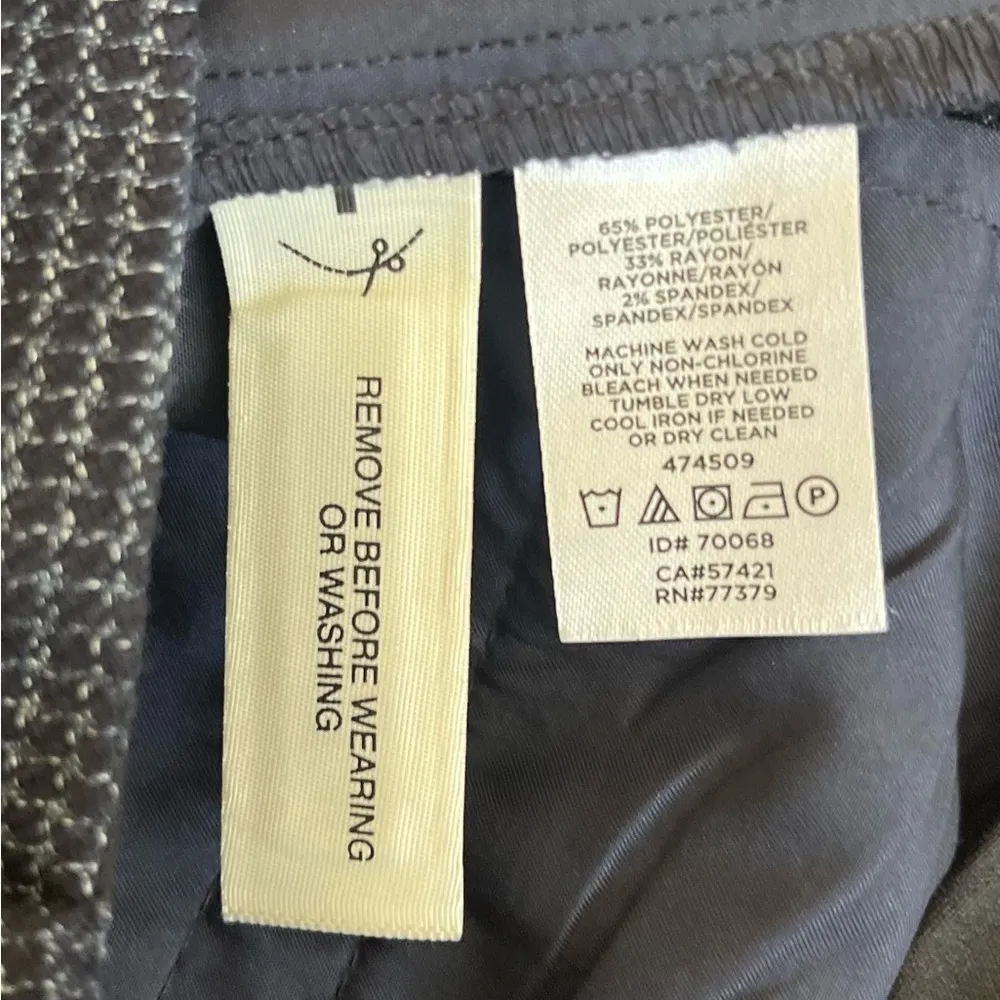 REMOVE BEFORE WEARING
OR WASHING
65% POLYESTER/
POLYESTER/POLIÉSTER
33% RAYON/
RAYONNE/RAYÓN
2% SPANDEX/
SPANDEX/SPANDEX
MACHINE WASH COLD
ONLY NON-CHLORINE
BLEACH WHEN NEEDED
TUMBLE DRY LOW
COOL IRON IF NEEDED
OR DRY CLEAN
474509
P
ID# 70068
CA#57421
RN#77379